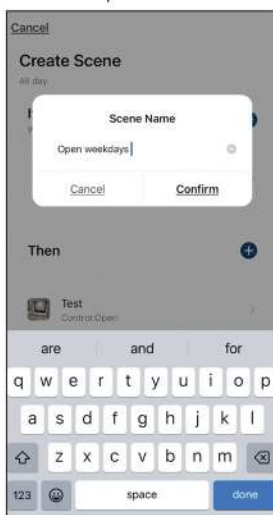 Cancel
Create Scene
All day
Scene Name
Open weekdays
Cancel
Confirm
Then
Test
Control:Open
are and for
q w e r t y u i o p
a s d f g h j k l
z x c v b n m
123 space done